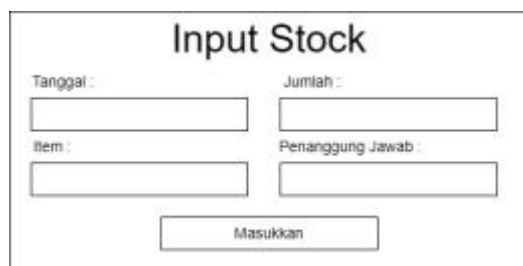 Input Stock
Tanggal :
Jumlah :
Item :
Penanggung Jawab :
Masukkan